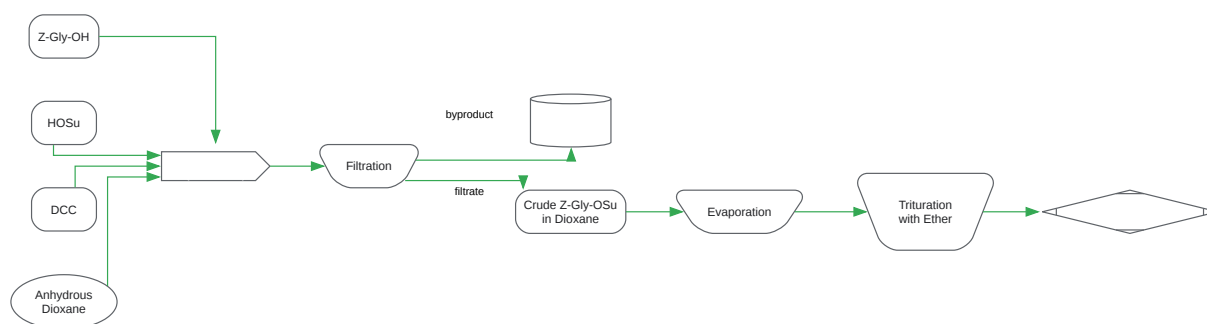 Z-Gly-OH
HOSu
DCC
Anhydrous
Dioxane
Filtration
byproduct
filtrate
Crude Z-Gly-OSu
in Dioxane
Evaporation
Trituration
with Ether